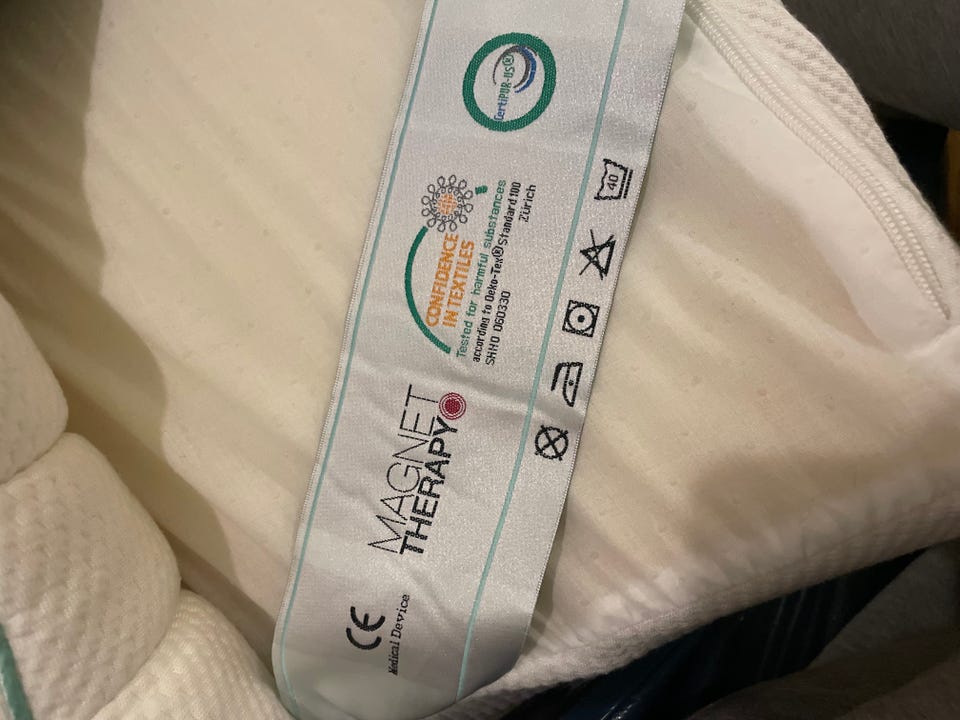 CertiPUR-US®
CONFIDENCE
IN TEXTILES
Tested for harmful substances
according to Oeko-Tex® Standard 100
SHHO 060330
Zürich
MAGNET
THERAPY
CE
Medical Device
40